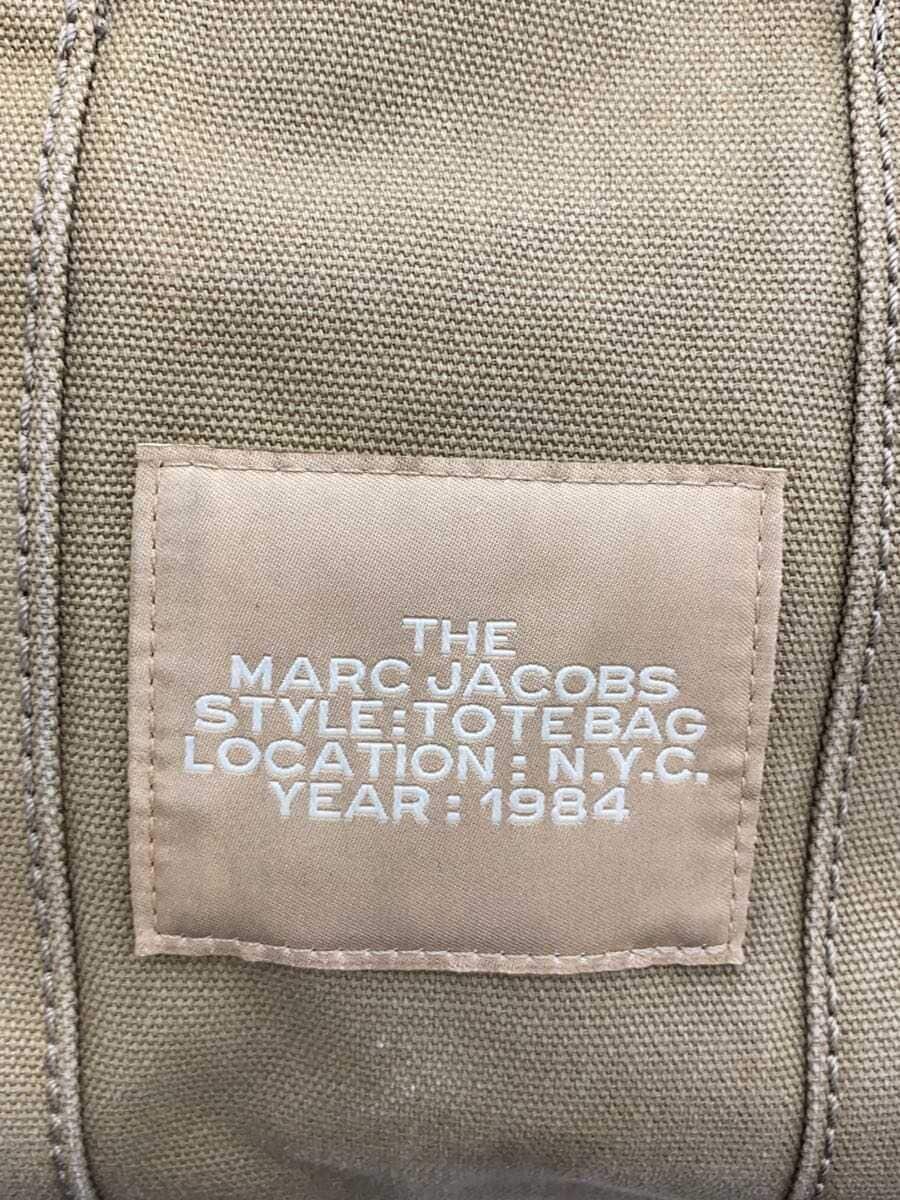 THE
MARC JACOBS
STYLE:TOTE BAG
LOCATION: N.Y.C.
YEAR: 1984